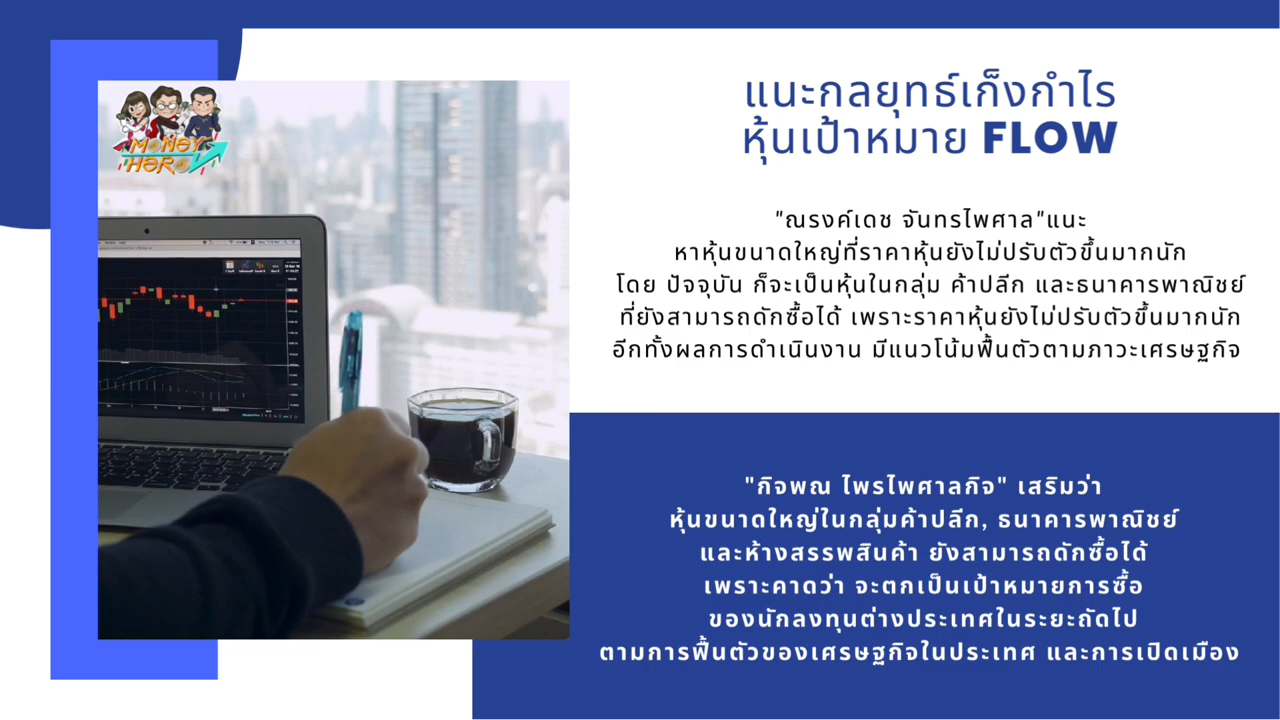 MONEY
HERO
แนะกลยุทธ์เก็งกำไร
หุ้นเป้าหมาย FLOW
"ณรงค์เดช จันทรไพศาล"แนะ
หาหุ้นขนาดใหญ่ที่ราคาหุ้นยังไม่ปรับตัวขึ้นมากนัก
โดย ปัจจุบัน ก็จะเป็นหุ้นในกลุ่ม ค้าปลีก และธนาคารพาณิชย์
ที่ยังสามารถดักซื้อได้ เพราะราคาหุ้นยังไม่ปรับตัวขึ้นมากนัก
อีกทั้งผลการดำเนินงาน มีแนวโน้มฟื้นตัวตามภาวะเศรษฐกิจ
"กิจพณ ไพรไพศาลกิจ" เสริมว่า
หุ้นขนาดใหญ่ในกลุ่มค้าปลีก, ธนาคารพาณิชย์
และห้างสรรพสินค้า ยังสามารถดักซื้อได้
เพราะคาดว่า จะตกเป็นเป้าหมายการซื้อ
ของนักลงทุนต่างประเทศในระยะถัดไป
ตามการฟื้นตัวของเศรษฐกิจในประเทศ และการเปิดเมือง